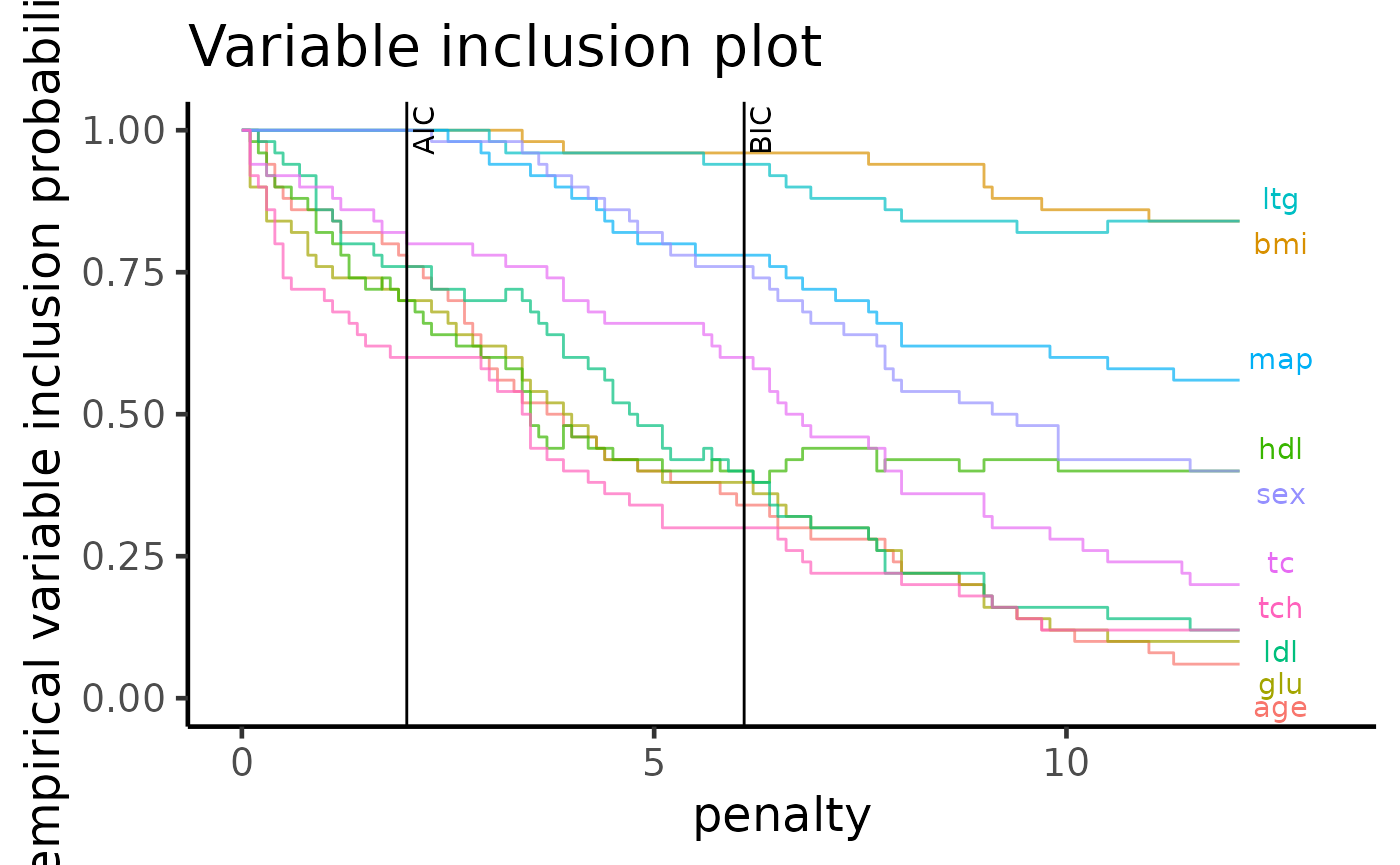 Variable inclusion plot
empirical variable inclusion
1.00
0.75
0.50
0.25
0.00
AIC
BIC
ltg
bmi
map
hdl
sex
tc
tch
ldl
glu
age
0
5
10
penalty